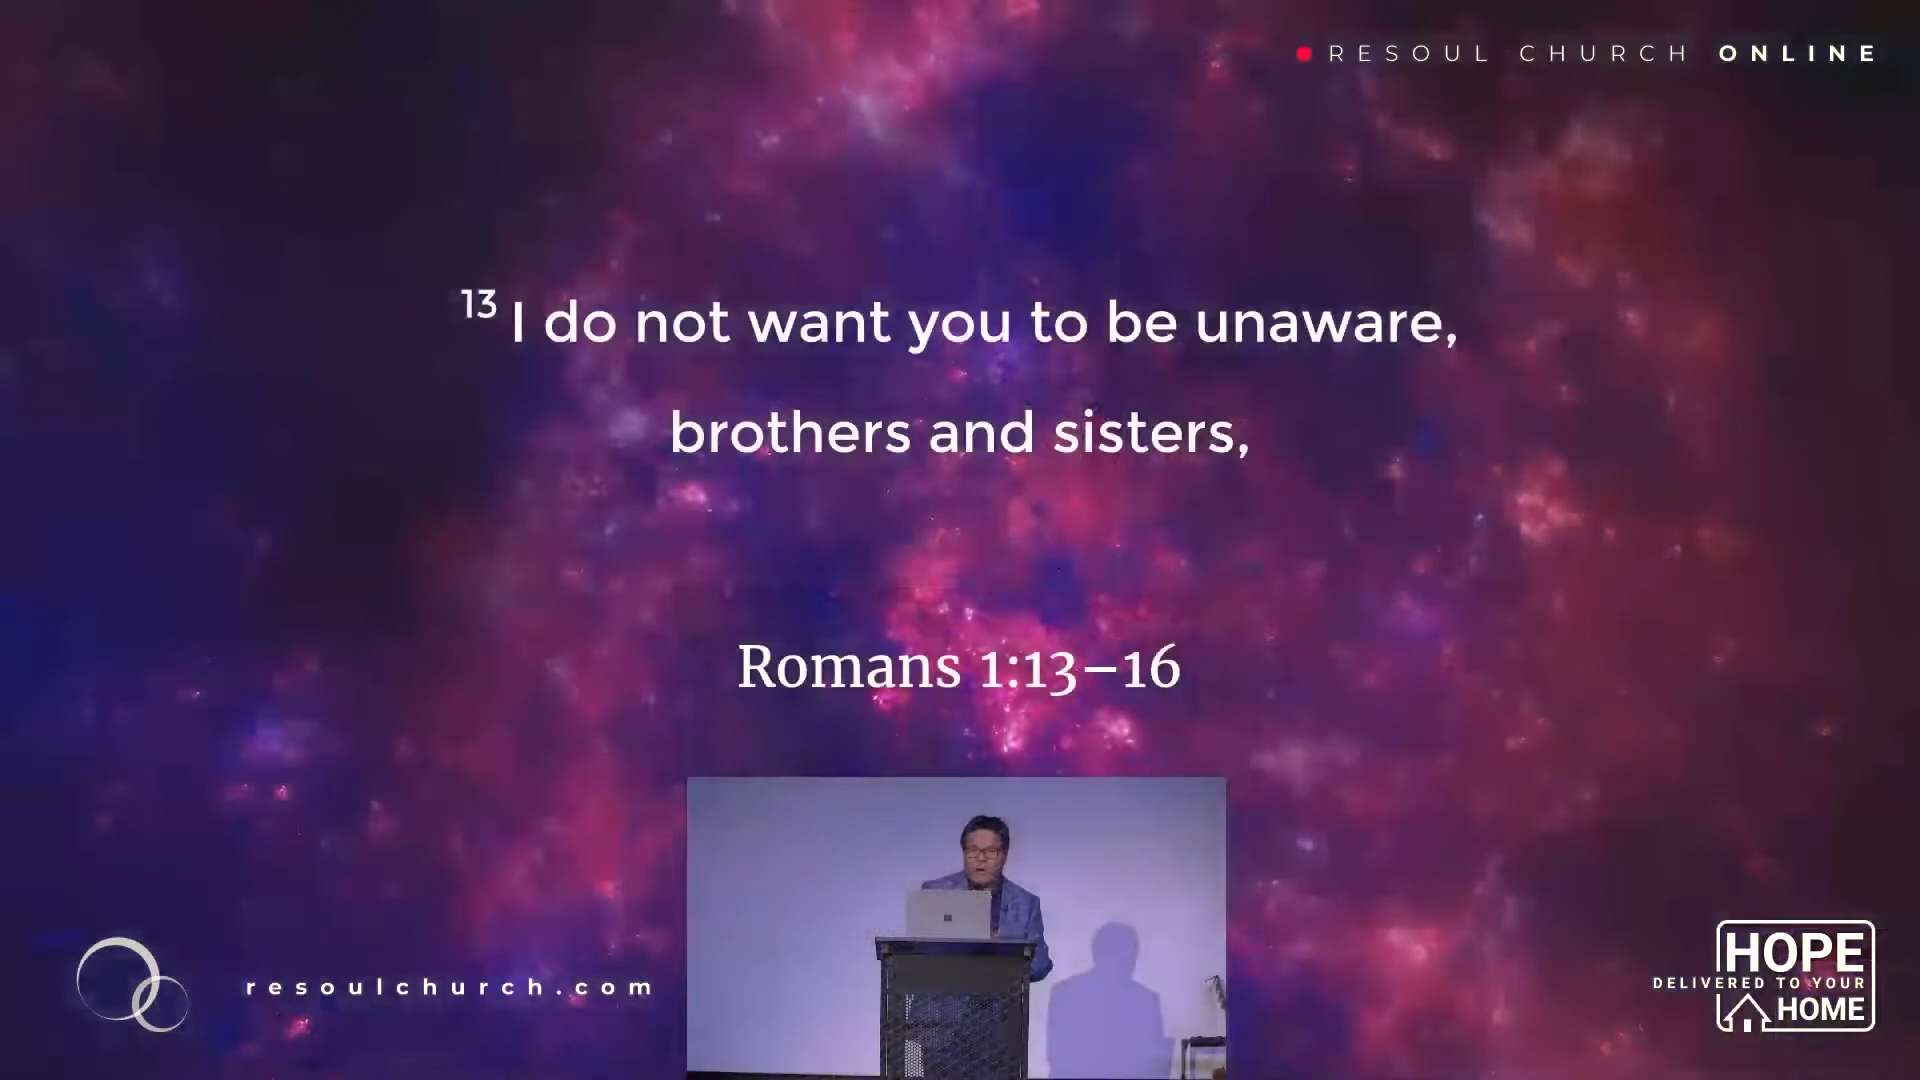 RESOUL CHURCH ONLINE
13 I do not want you to be unaware,
brothers and sisters,
Romans 1:13–16
resoulchurch.com
HOPE
DELIVERED TO YOUR
HOME